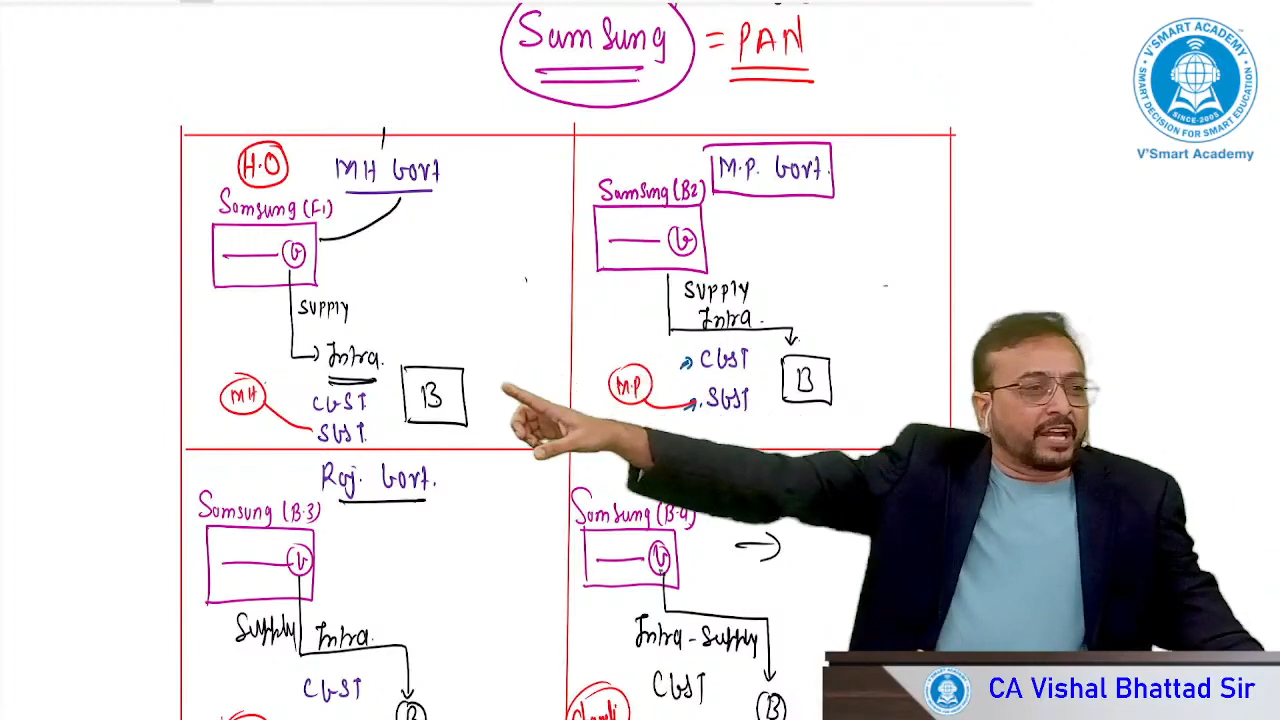 Samsung = PAN
H.O
MH Govt
Samsung (F1)
G
Supply
Intra.
MH
CGST
SGST
B
Samsung (B2)
M.P. Govt.
G
Supply
Intra.
CGST
M.P
SGST
B
Raj. Govt.
Samsung (B.3)
G
Supply
Intra.
CGST
B
Samsung (B.4)
G
Intra - Supply
CGST
B
V'SMART ACADEMY
SMART DECISION FOR SMART EDUCATION
SINCE-2005
V'Smart Academy
CA Vishal Bhattad Sir